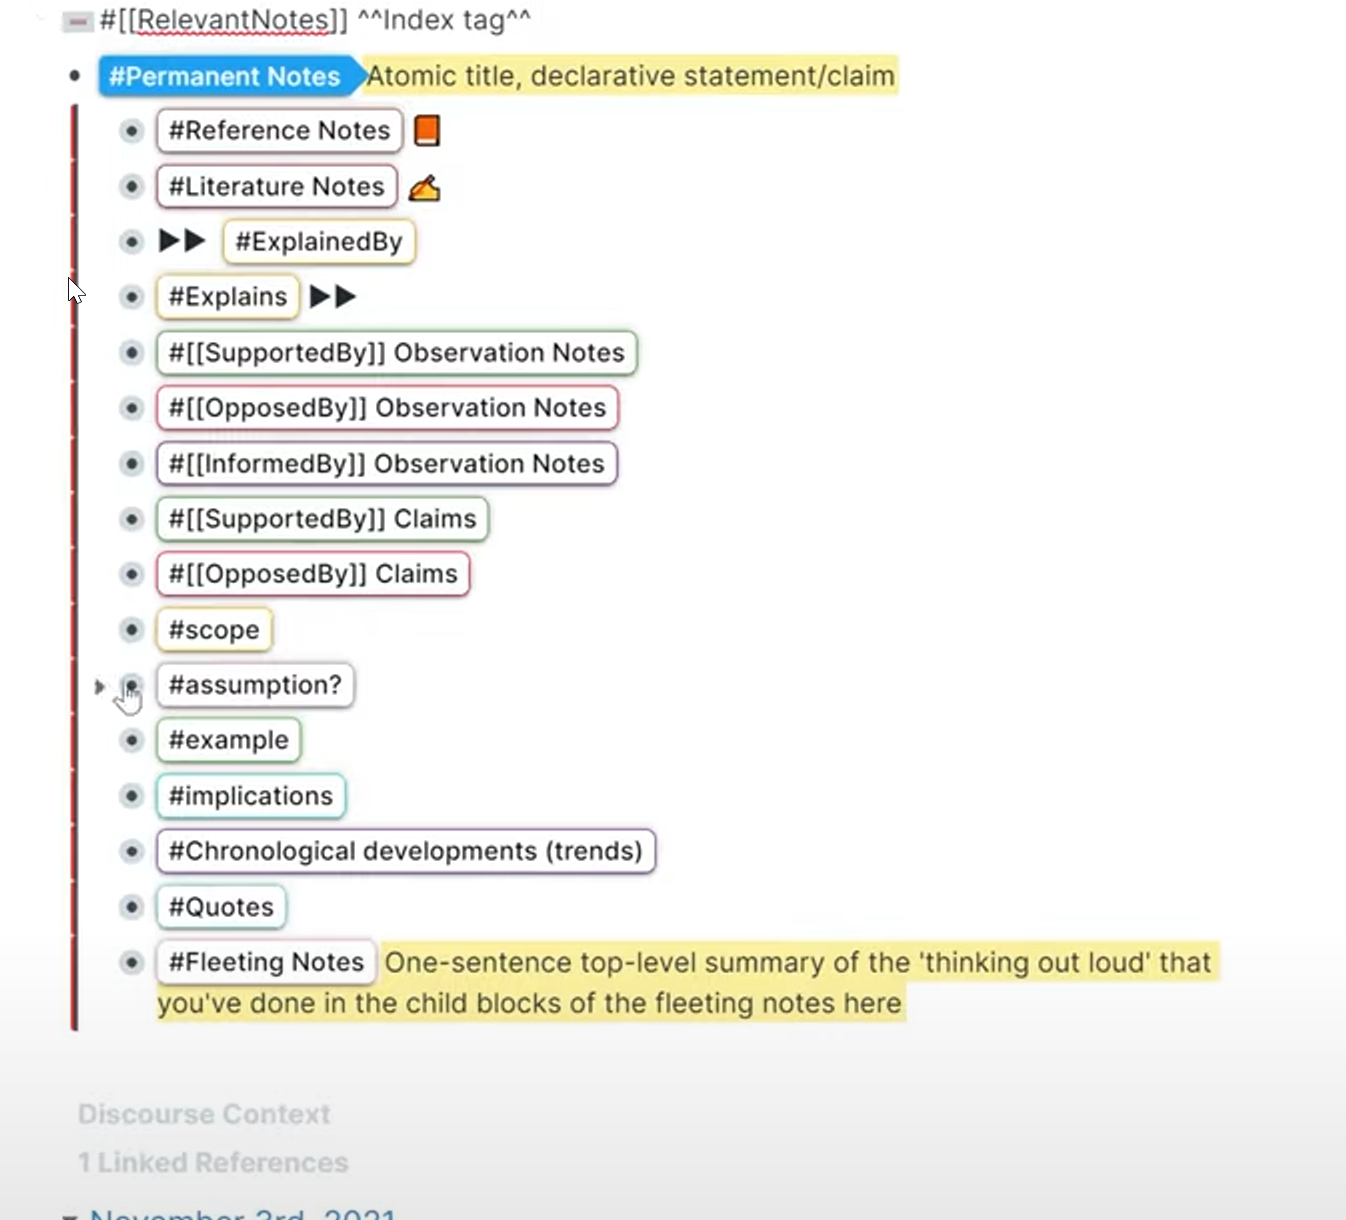 #[[RelevantNotes]] ^^Index tag^^
#Permanent Notes Atomic title, declarative statement/claim
#Reference Notes
#Literature Notes
▶▶ #ExplainedBy
#Explains ▶▶
#[[SupportedBy]] Observation Notes
#[[OpposedBy]] Observation Notes
#[[InformedBy]] Observation Notes
#[[SupportedBy]] Claims
#[[OpposedBy]] Claims
#scope
#assumption?
#example
#implications
#Chronological developments (trends)
#Quotes
#Fleeting Notes One-sentence top-level summary of the 'thinking out loud' that
you've done in the child blocks of the fleeting notes here
Discourse Context
1 Linked References
November 3rd, 2021